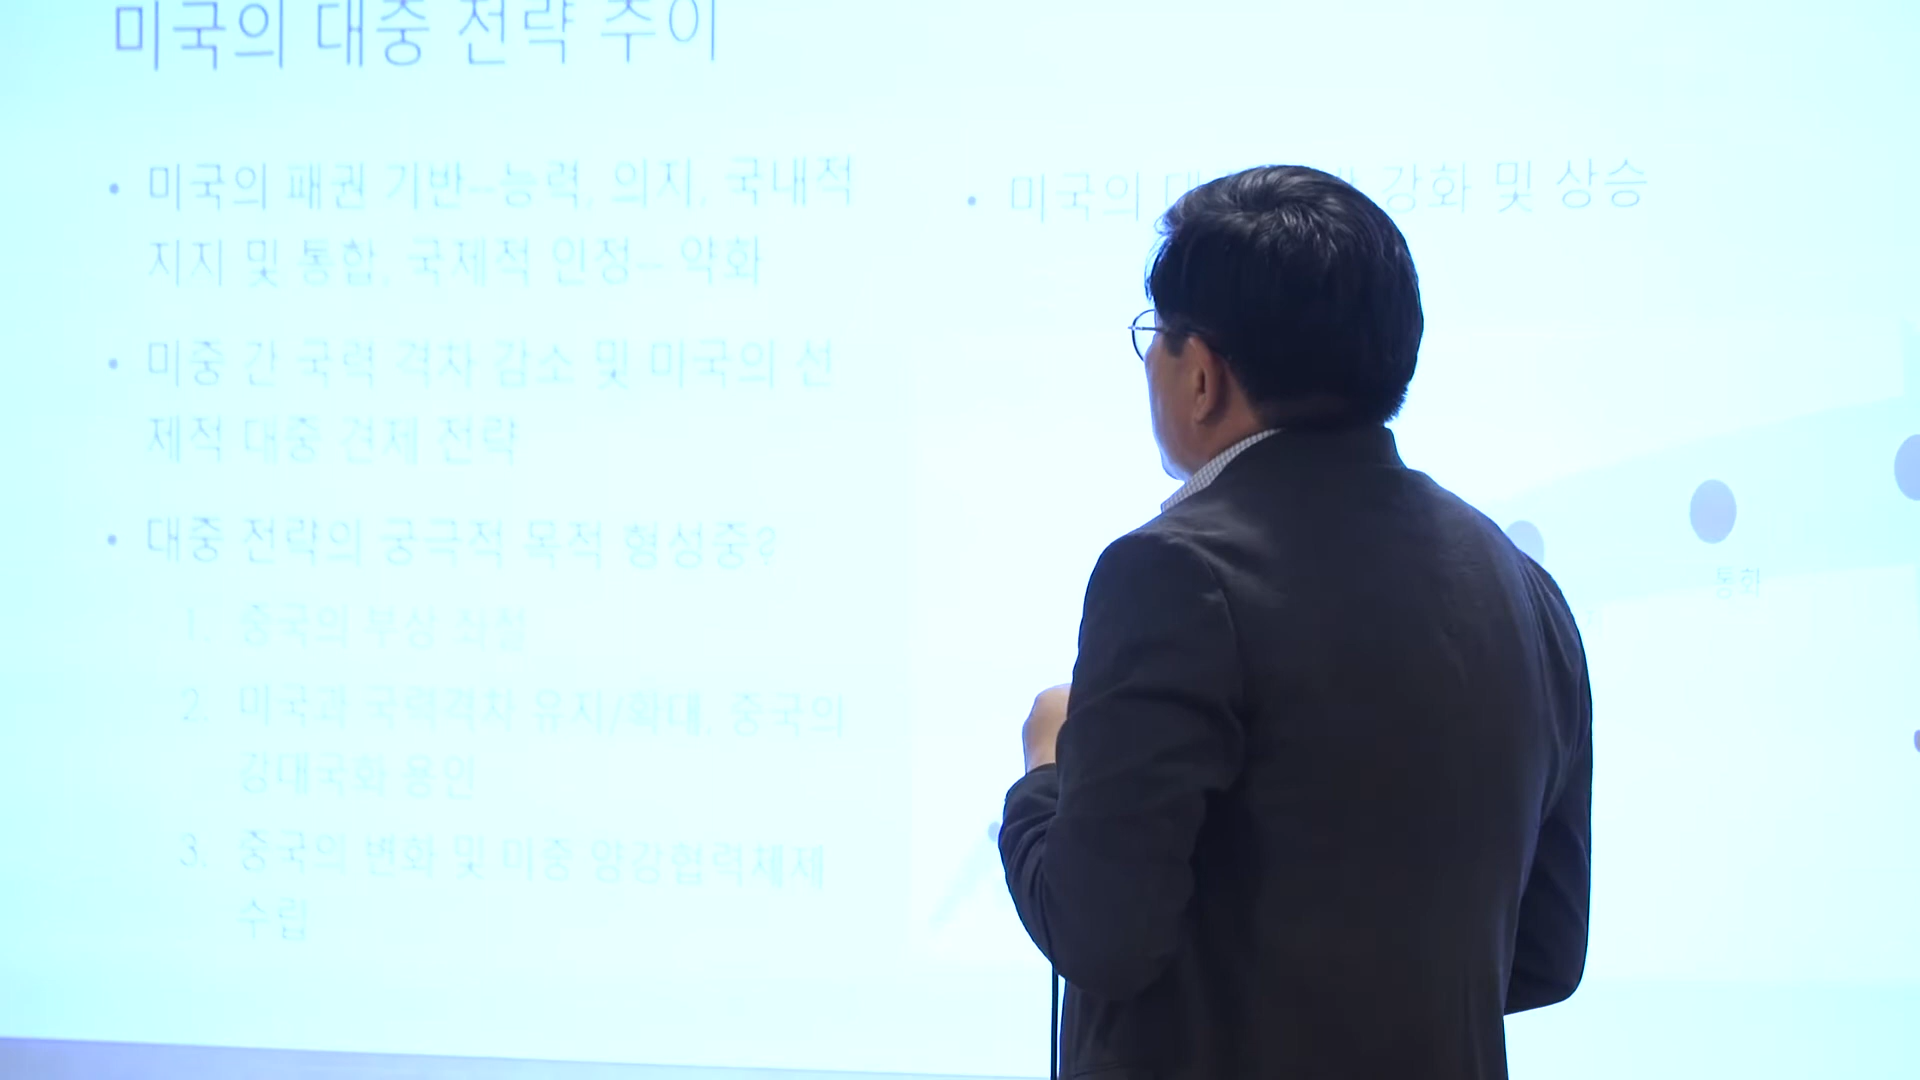 미국의 대중 전략 추이
• 미국의 패권 기반–능력, 의지, 국내적
지지 및 통합, 국제적 인정– 약화
• 미중 간 국력 격차 감소 및 미국의 선
제적 대중 견제 전략
• 대중 전략의 궁극적 목적 형성중?
1. 중국의 부상 좌절
2. 미국과 국력격차 유지/확대, 중국의
강대국화 용인
3. 중국의 변화 및 미중 양강협력체제
수립
• 미국의 강화 및 상승
통합